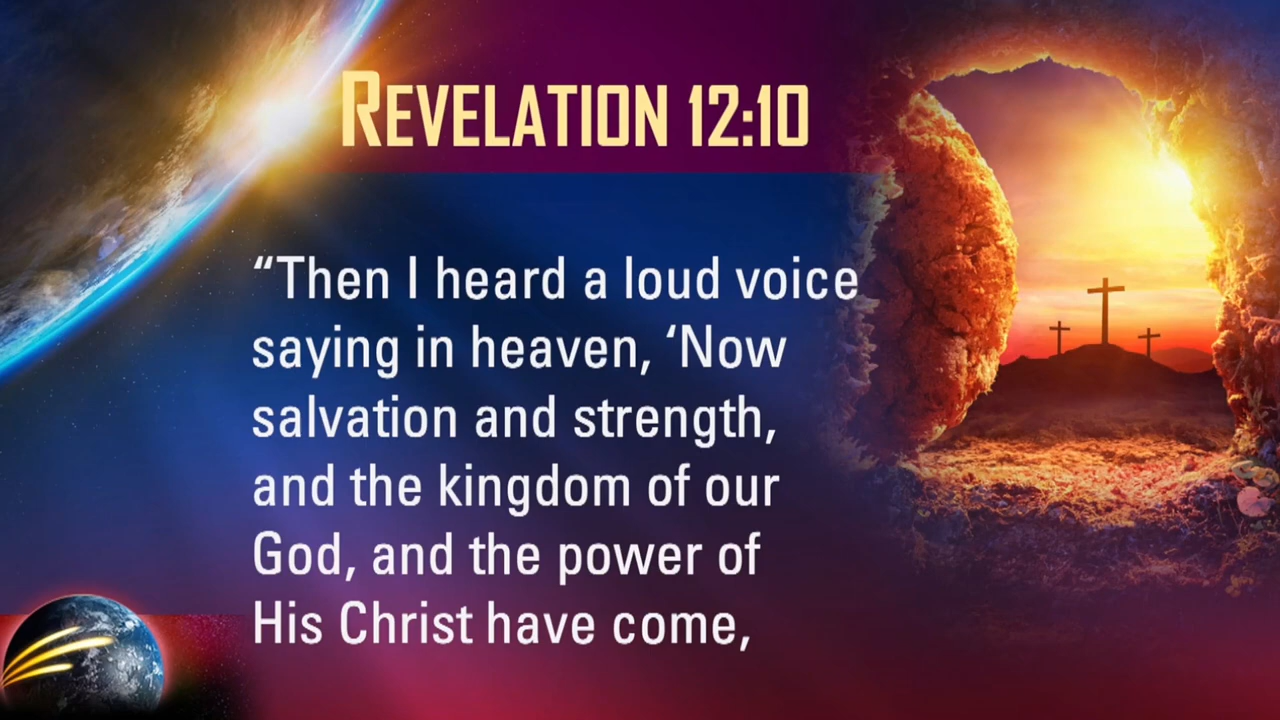 REVELATION 12:10
“Then I heard a loud voice
saying in heaven, ‘Now
salvation and strength,
and the kingdom of our
God, and the power of
His Christ have come,